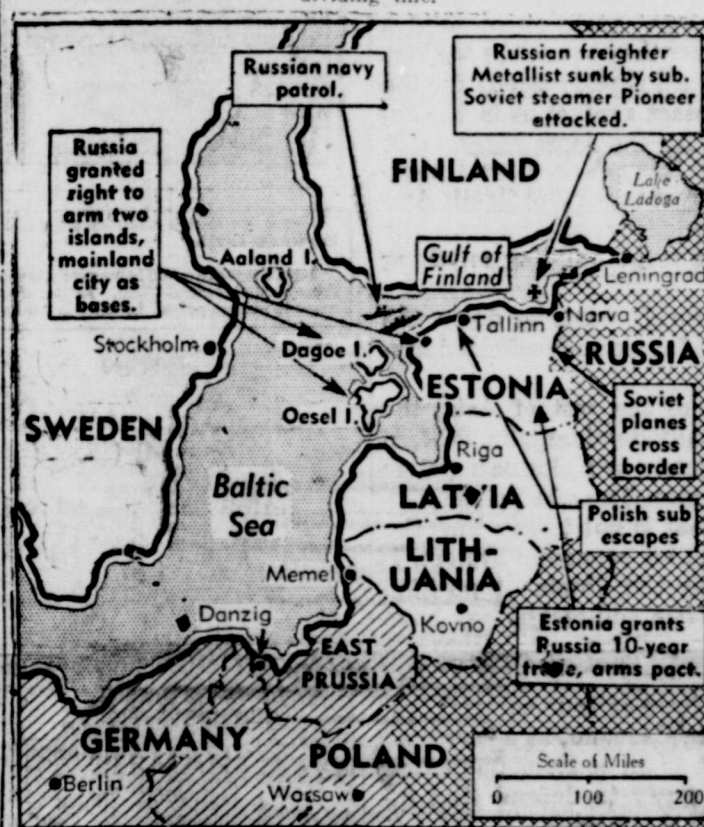 dividing line.
Russian navy
patrol.
Russian freighter
Metallist sunk by sub.
Soviet steamer Pioneer
attacked.
Russia
granted
right to
arm two
islands,
mainland
city as
bases.
FINLAND
Lake
Ladoga
Aaland I.
Gulf of
Finland
Leningrad
Stockholm
Dagoe I.
Tallinn
Narva
RUSSIA
Oesel I.
ESTONIA
Soviet
planes
cross
border
SWEDEN
Riga
Baltic
Sea
LATVIA
Polish sub
escapes
LITH-
UANIA
Memel
Kovno
Danzig
EAST
PRUSSIA
Estonia grants
Russia 10-year
trade, arms pact.
GERMANY
POLAND
Berlin
Warsaw
Scale of Miles
0 100 200